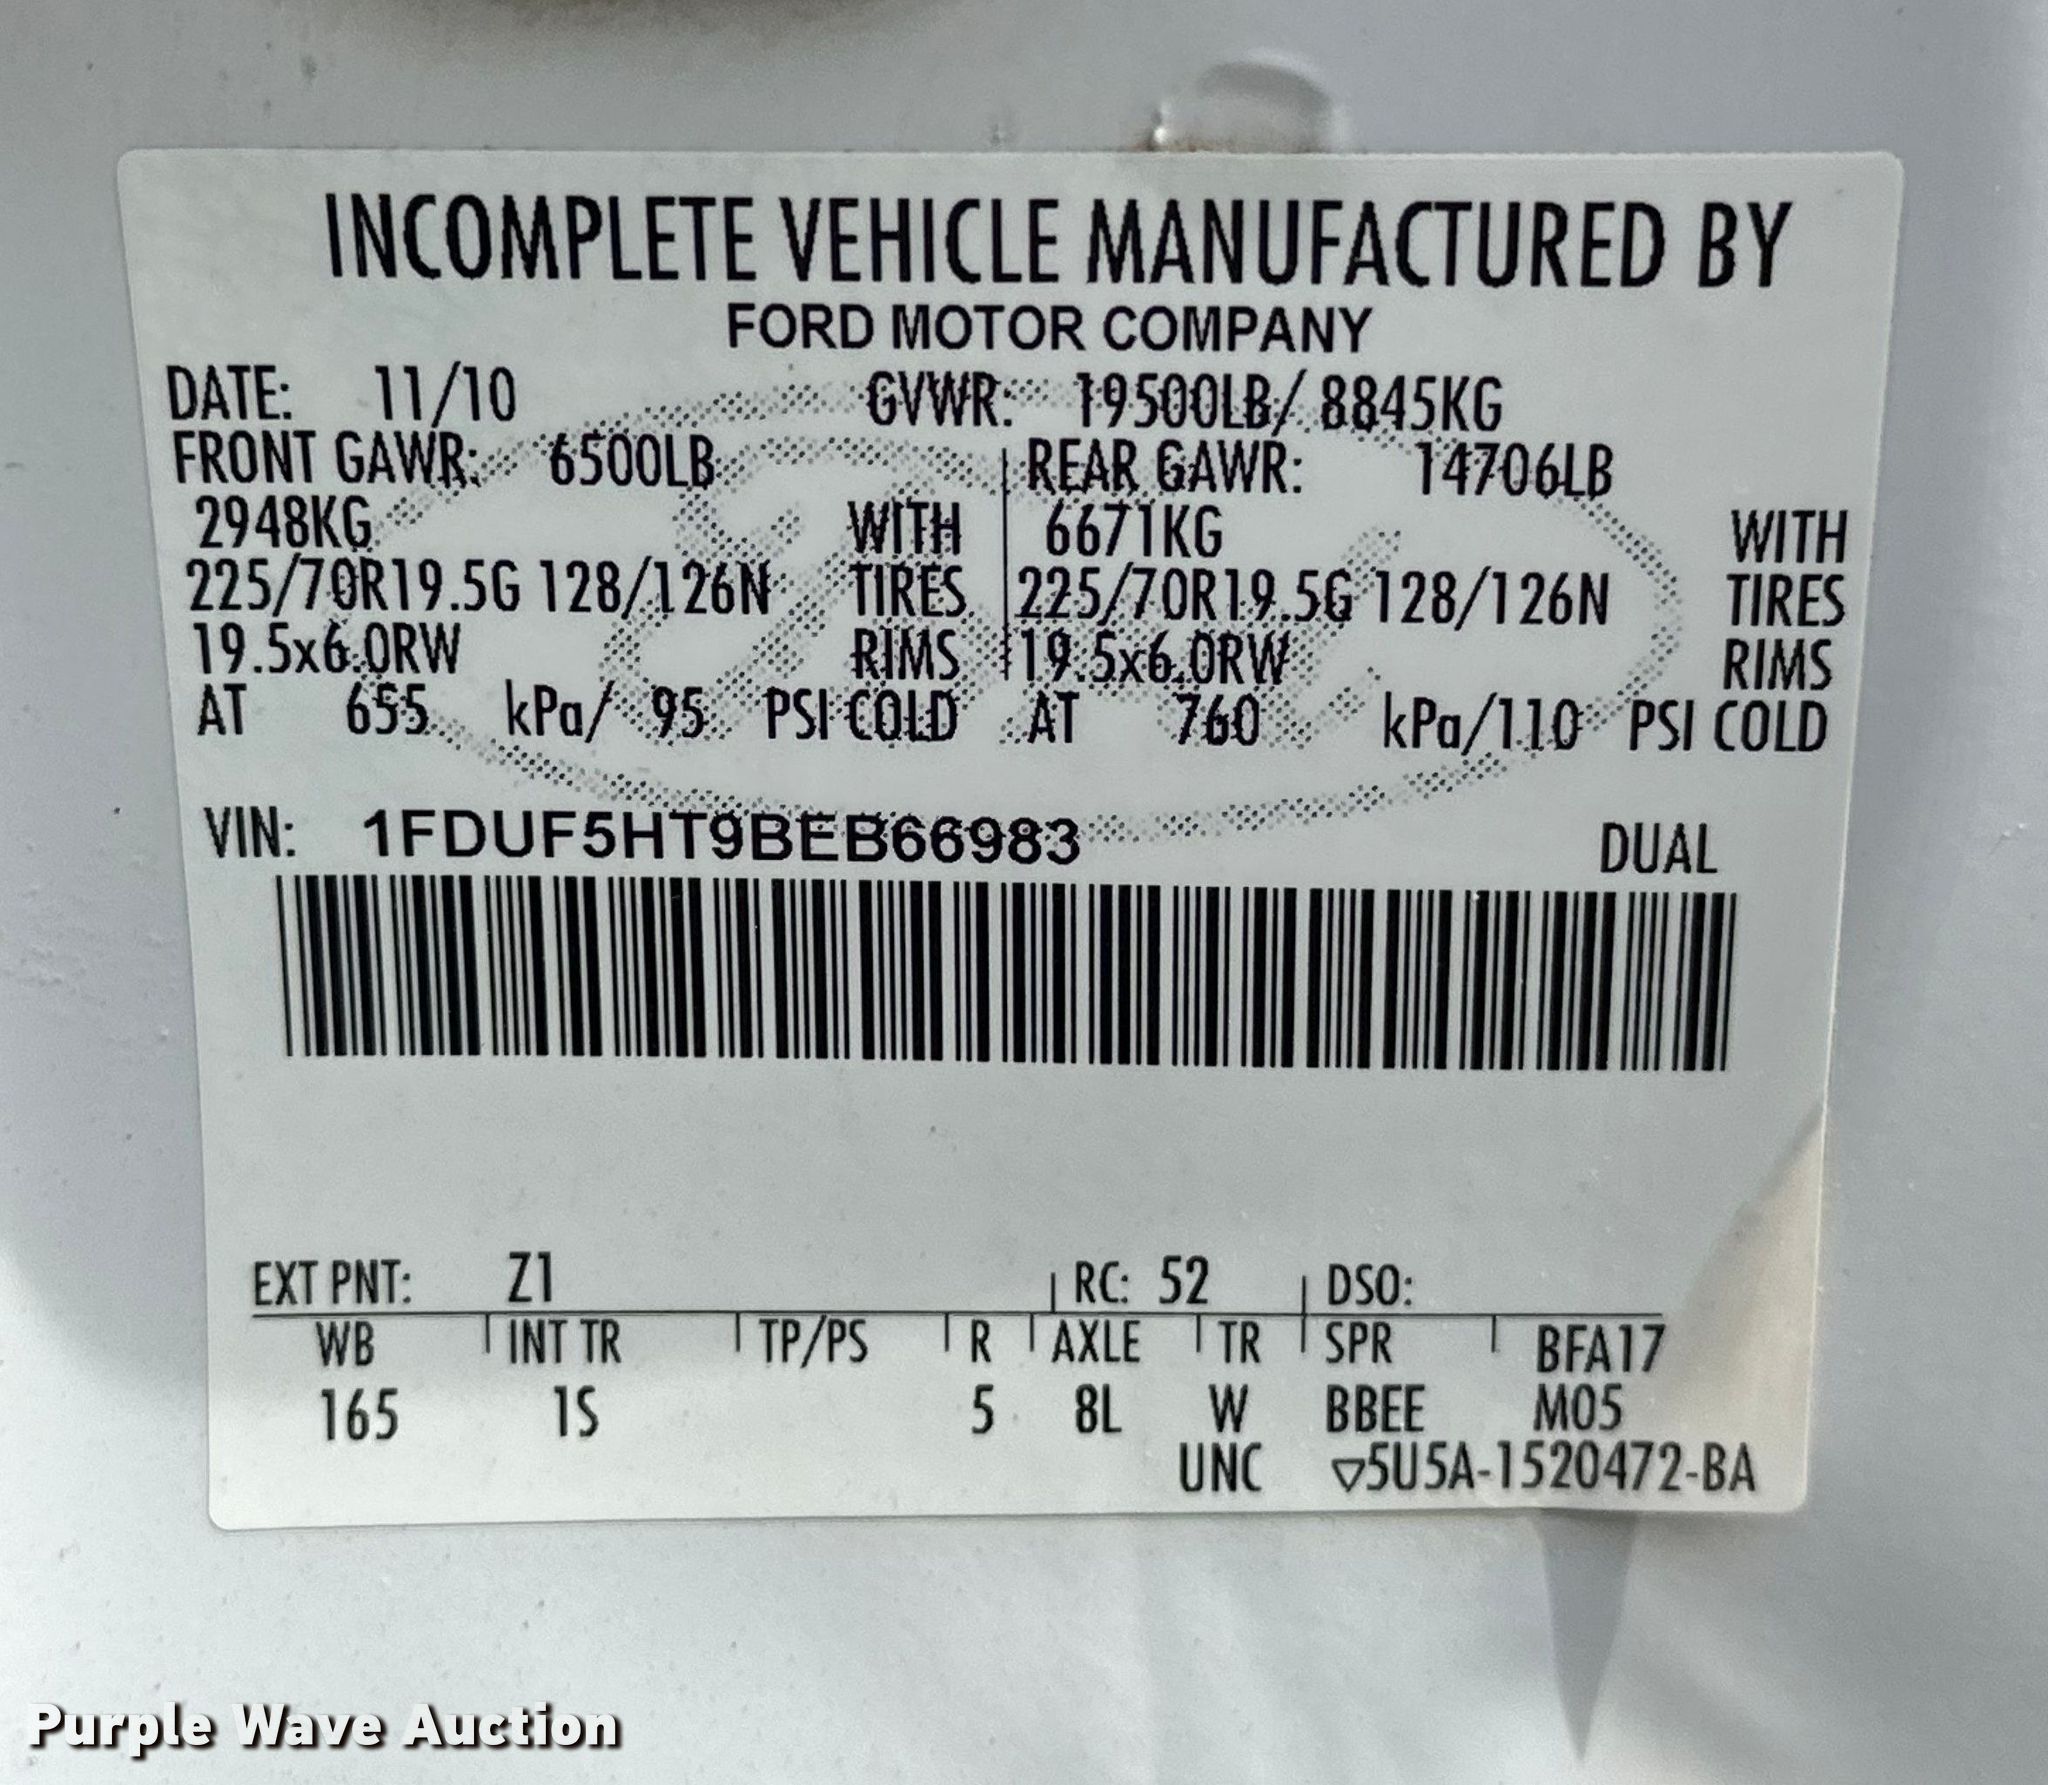 INCOMPLETE VEHICLE MANUFACTURED BY
FORD MOTOR COMPANY
DATE: 11/10 GVWR: 19500LB/ 8845KG
FRONT GAWR: 6500LB REAR GAWR: 14706LB
2948KG WITH 6671KG WITH
225/70R19.5G 128/126N TIRES 225/70R19.5G 128/126N TIRES
19.5x6.0RW RIMS 19.5x6.0RW RIMS
AT 655 kPa/ 95 PSI COLD AT 760 kPa/110 PSI COLD
VIN: 1FDUF5HT9BEB66983 DUAL
EXT PNT: Z1 RC: 52 DSO:
WB INT TR TP/PS R AXLE TR SPR BFA17
165 1S 5 8L W BBEE M05
UNC ▽5U5A-1520472-BA
Purple Wave Auction